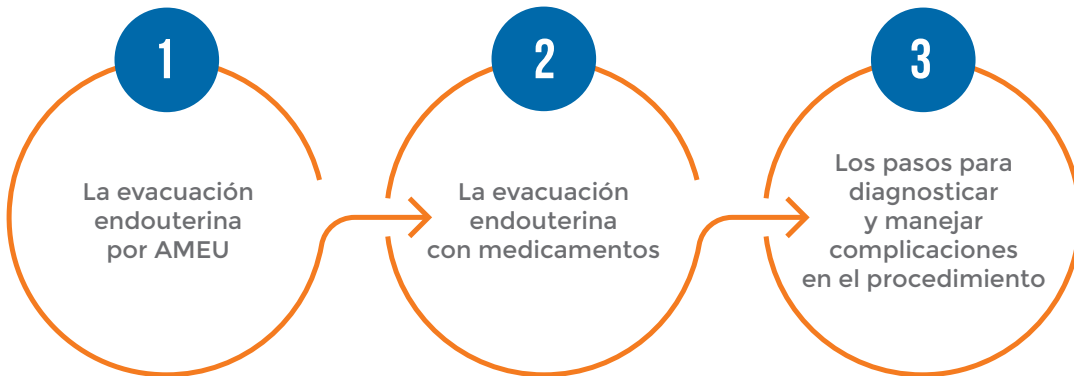 1
La evacuación
endouterina
por AMEU
2
La evacuación
endouterina
con medicamentos
3
Los pasos para
diagnosticar
y manejar
complicaciones
en el procedimiento